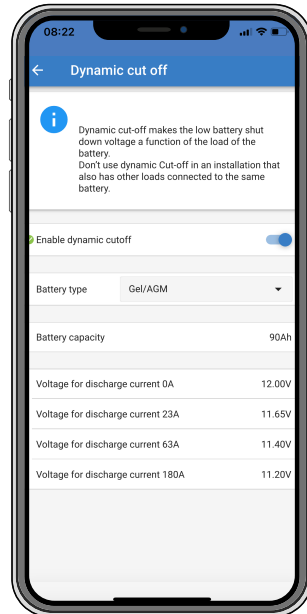 08:22
Dynamic cut off
Dynamic cut-off makes the low battery shut
down voltage a function of the load of the
battery.
Don't use dynamic Cut-off in an installation that
also has other loads connected to the same
battery.
Enable dynamic cutoff
Battery type Gel/AGM
Battery capacity 90Ah
Voltage for discharge current 0A 12.00V
Voltage for discharge current 23A 11.65V
Voltage for discharge current 63A 11.40V
Voltage for discharge current 180A 11.20V